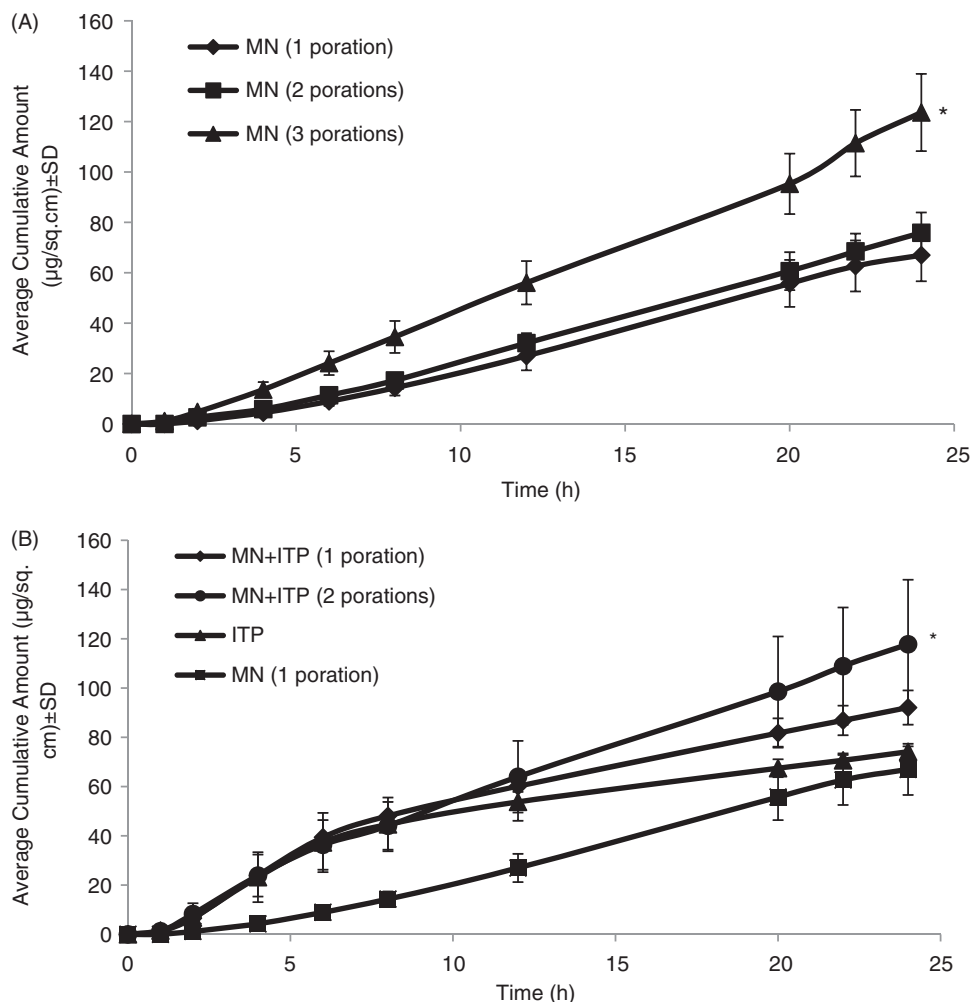 (A)
160
140
120
100
80
60
40
20
0
Average Cumulative Amount
(µg/sq.cm)±SD
MN (1 poration)
MN (2 porations)
MN (3 porations)
*
0 5 10 15 20 25
Time (h)
(B)
160
140
120
100
80
60
40
20
0
Average Cumulative Amount (µg/sq.
cm)±SD
MN+ITP (1 poration)
MN+ITP (2 porations)
ITP
MN (1 poration)
*
0 5 10 15 20 25
Time (h)